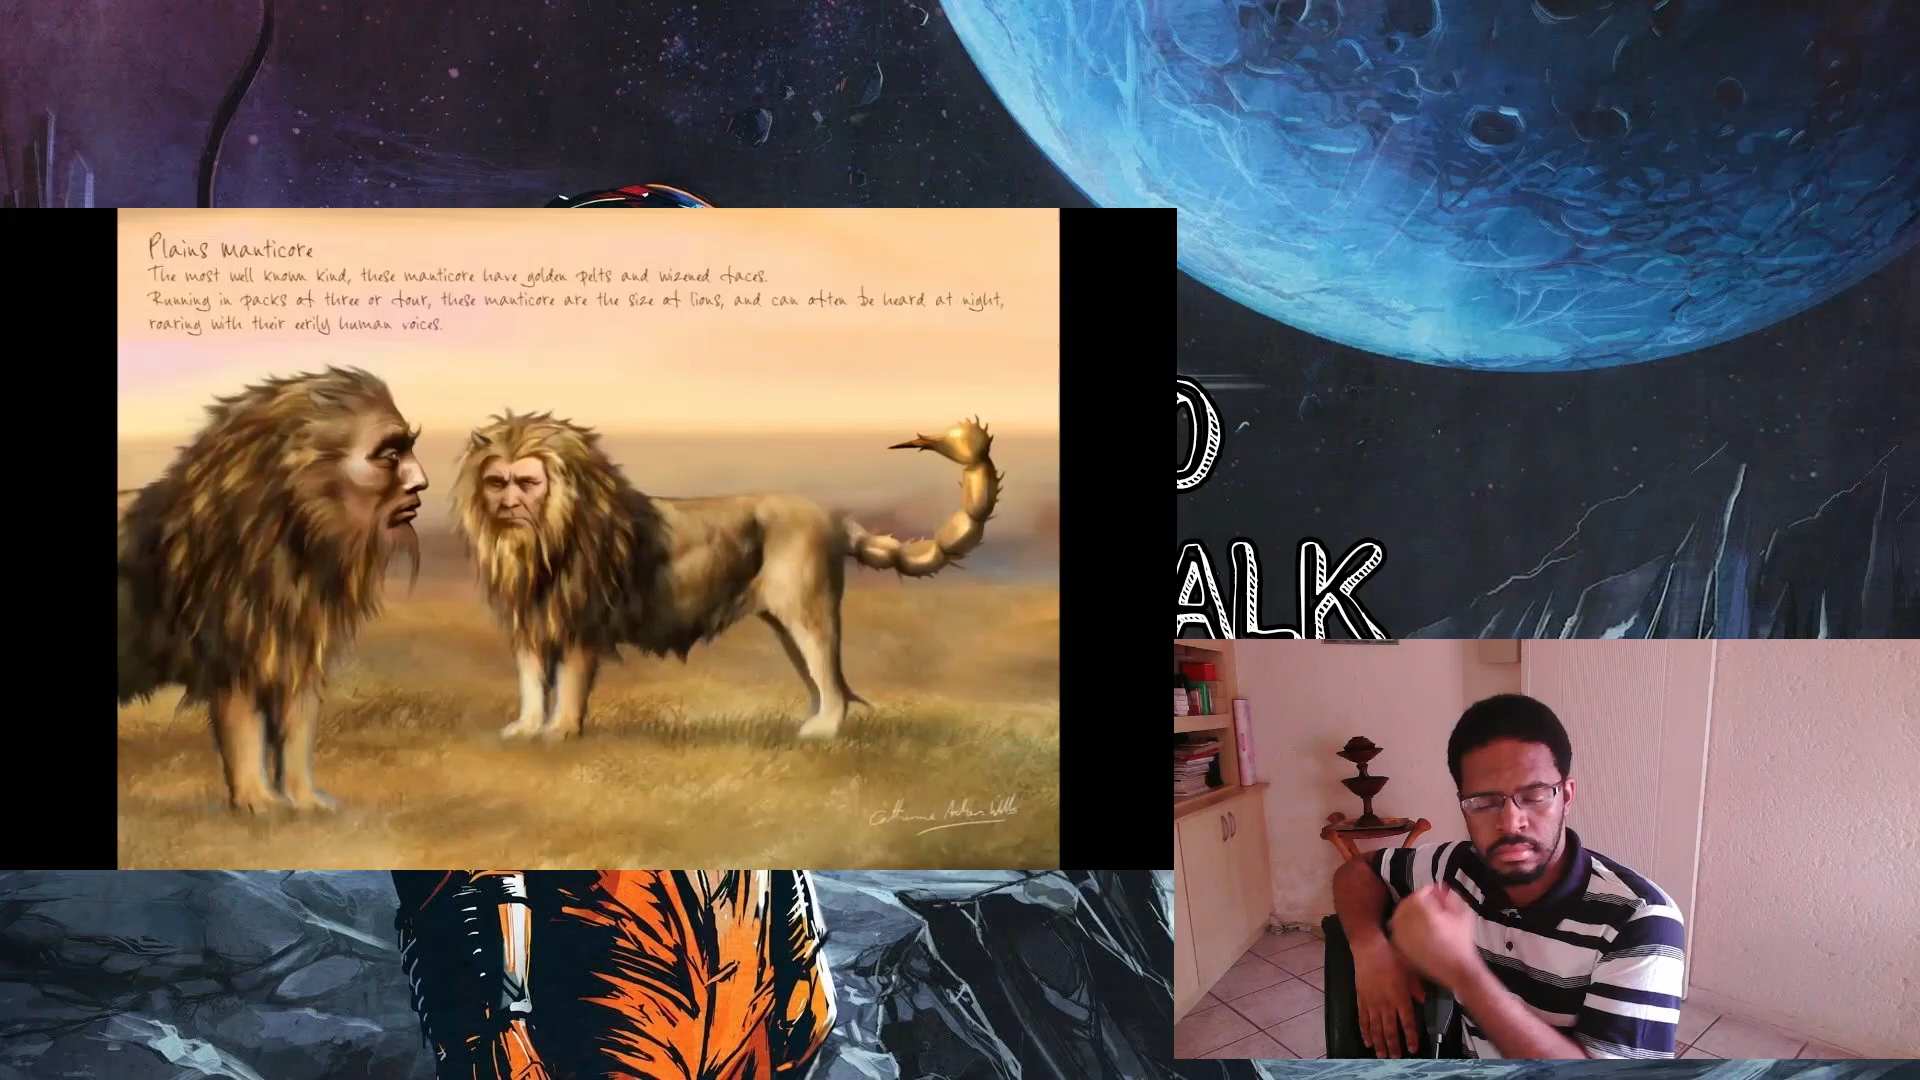 Plains manticore
The most well known kind, these manticore have golden pelts and wizened faces.
Running in packs of three or four, these manticore are the size of lions, and can often be heard at night,
roaring with their eerily human voices.
ALK